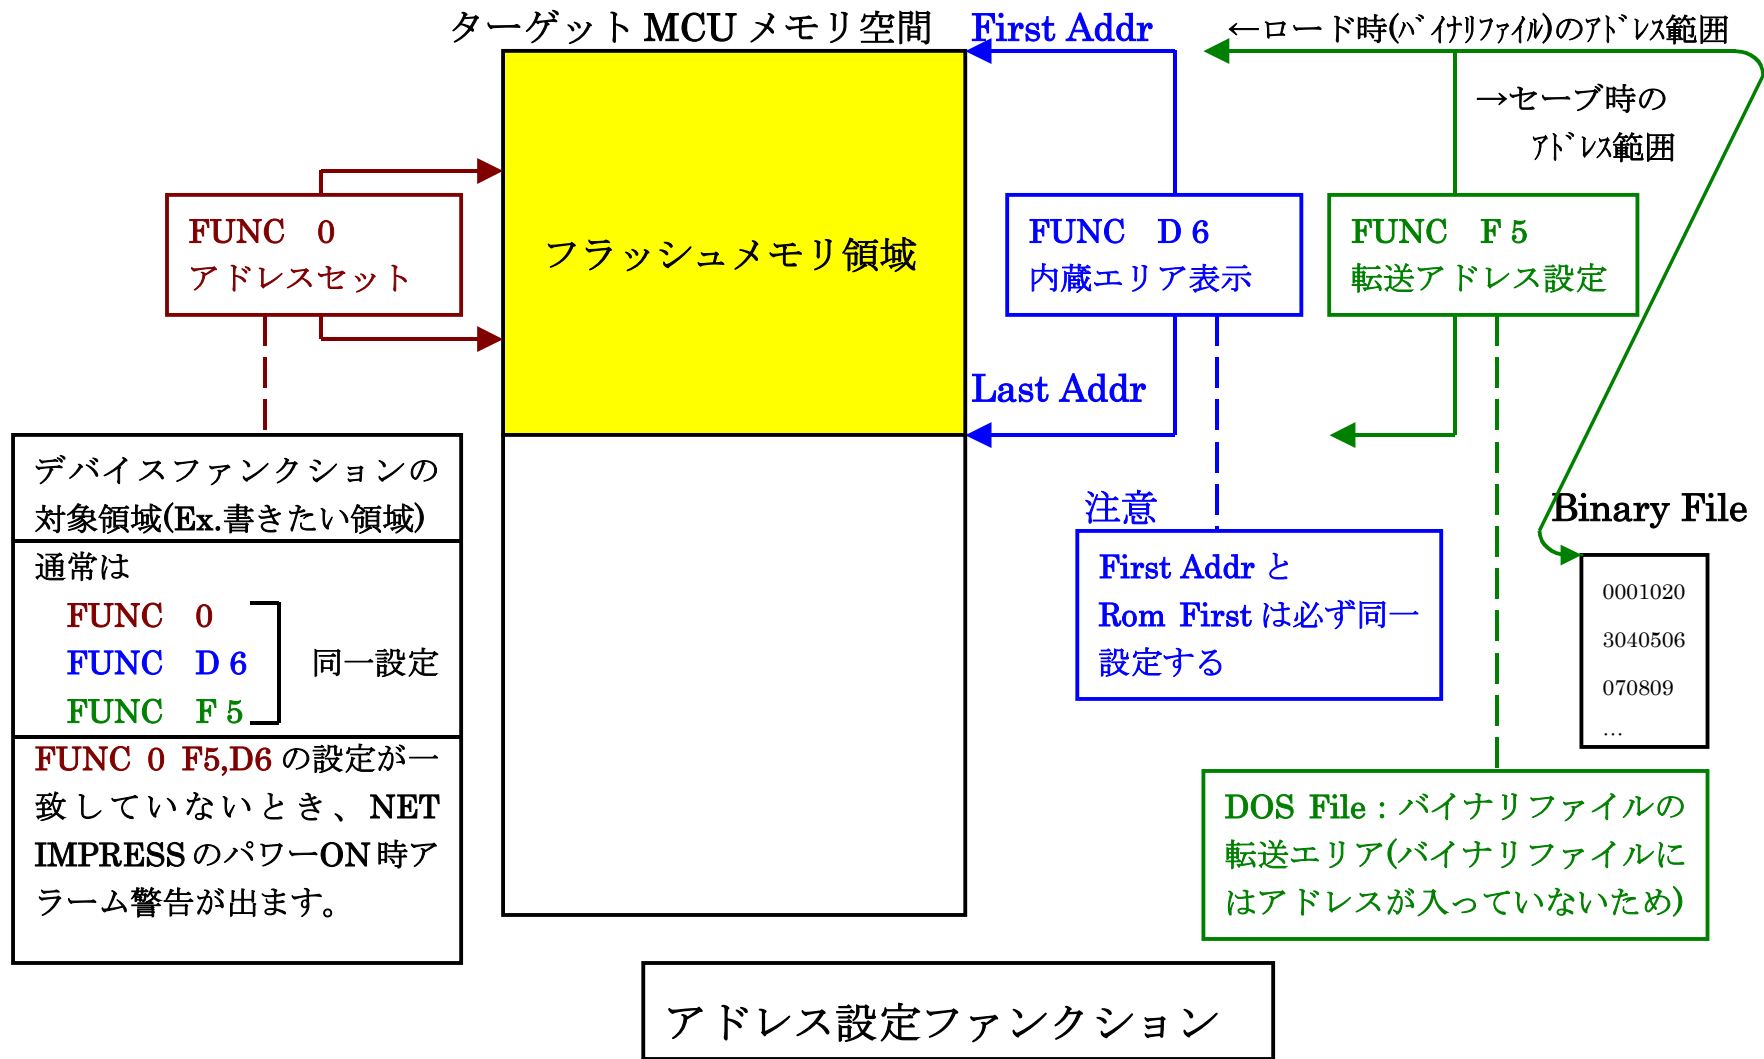 ターゲット MCU メモリ空間
First Addr
←ロード時(ﾊﾞｲﾅﾘﾌｧｲﾙ)のｱﾄﾞﾚｽ範囲
→セーブ時の
ｱﾄﾞﾚｽ範囲
FUNC 0
アドレスセット
フラッシュメモリ領域
FUNC D 6
内蔵エリア表示
FUNC F 5
転送アドレス設定
Last Addr
デバイスファンクションの
対象領域(Ex.書きたい領域)
通常は
FUNC 0
FUNC D 6
FUNC F 5
同一設定
FUNC 0 F5,D6 の設定が一
致していないとき、NET
IMPRESS のパワーON 時ア
ラーム警告が出ます。
注意
First Addr と
Rom First は必ず同一
設定する
Binary File
0001020
3040506
070809
…
DOS File : バイナリファイルの
転送エリア(バイナリファイルに
はアドレスが入っていないため)
アドレス設定ファンクション